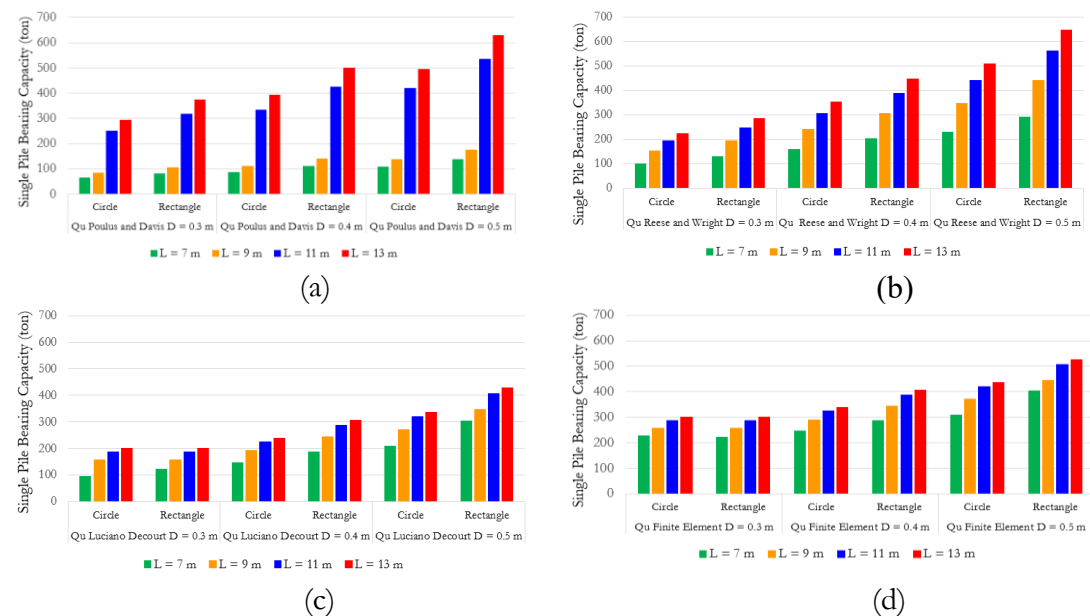 Single Pile Bearing Capacity (ton)
700
600
500
400
300
200
100
0
Circle Rectangle Circle Rectangle Circle Rectangle
Qu Poulus and Davis D = 0.3 m Qu Poulus and Davis D = 0.4 m Qu Poulus and Davis D = 0.5 m
L = 7 m L = 9 m L = 11 m L = 13 m
(a)
Single Pile Bearing Capacity (ton)
700
600
500
400
300
200
100
0
Circle Rectangle Circle Rectangle Circle Rectangle
Qu Reese and Wright D = 0.3 m Qu Reese and Wright D = 0.4 m Qu Reese and Wright D = 0.5 m
L = 7 m L = 9 m L = 11 m L = 13 m
(b)
Single Pile Bearing Capacity (ton)
700
600
500
400
300
200
100
0
Circle Rectangle Circle Rectangle Circle Rectangle
Qu Luciano Decourt D = 0.3 m Qu Luciano Decourt D = 0.4 m Qu Luciano Decourt D = 0.5 m
L = 7 m L = 9 m L = 11 m L = 13 m
(c)
Single Pile Bearing Capacity (ton)
700
600
500
400
300
200
100
0
Circle Rectangle Circle Rectangle Circle Rectangle
Qu Finite Element D = 0.3 m Qu Finite Element D = 0.4 m Qu Finite Element D = 0.5 m
L = 7 m L = 9 m L = 11 m L = 13 m
(d)